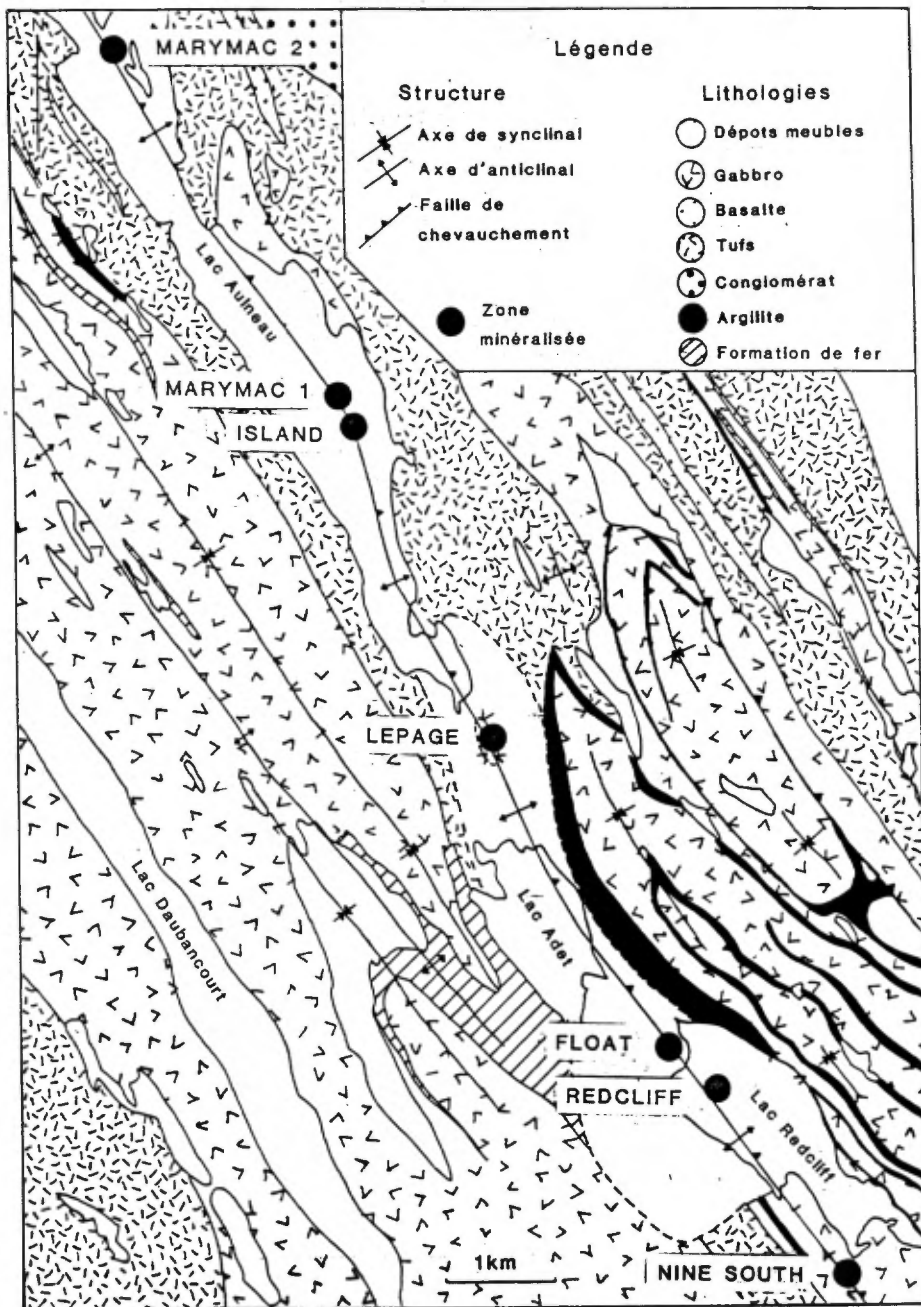 MARYMAC 2
Légende
Structure
Axe de synclinal
Axe d'anticlinal
Faille de
chevauchement
Zone
minéralisée
Lithologies
Dépots meubles
Gabbro
Basalte
Tufs
Conglomérat
Argilite
Formation de fer
Lac Aulneau
MARYMAC 1
ISLAND
LEPAGE
Lac Adet
Lac Daubancourt
FLOAT
REDCLIFF
Lac Redcliff
1km
NINE SOUTH